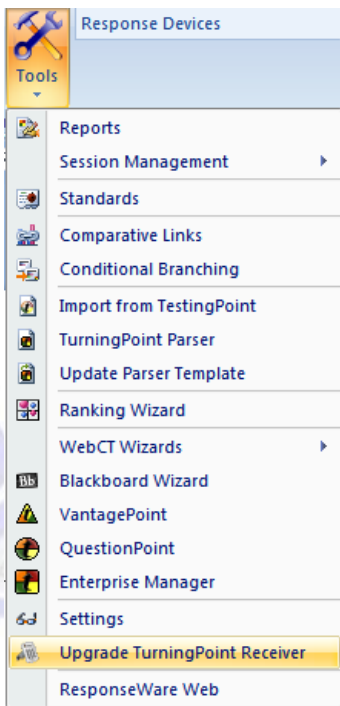 Response Devices
Tools
Reports
Session Management
Standards
Comparative Links
Conditional Branching
Import from TestingPoint
TurningPoint Parser
Update Parser Template
Ranking Wizard
WebCT Wizards
Bb Blackboard Wizard
VantagePoint
QuestionPoint
Enterprise Manager
Settings
Upgrade TurningPoint Receiver
ResponseWare Web